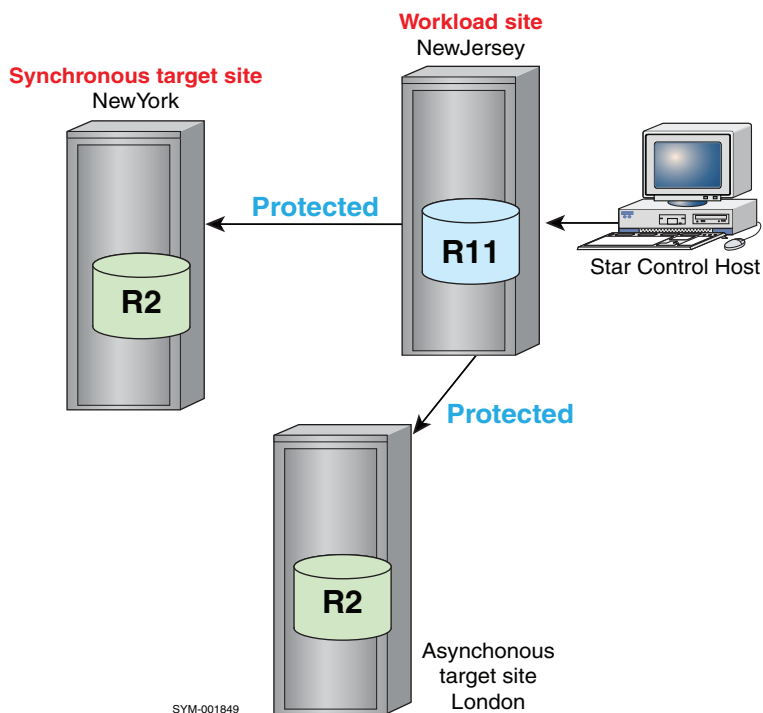 Workload site
NewJersey
Synchronous target site
NewYork
Protected
R11
R2
Star Control Host
Protected
R2
Asynchonous
target site
London
SYM-001849